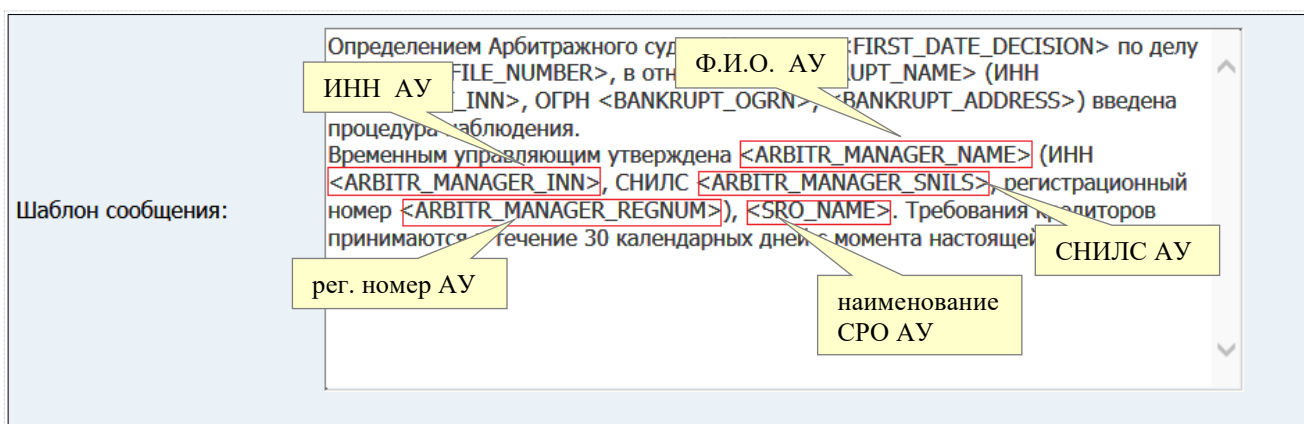 Определением Арбитражного суд <FIRST_DATE_DECISION> по делу
FILE_NUMBER>, в отн UPT_NAME> (ИНН
_INN>, ОГРН <BANKRUPT_OGRN>, <BANKRUPT_ADDRESS>) введена
процедура наблюдения.
Временным управляющим утверждена <ARBITR_MANAGER_NAME> (ИНН
<ARBITR_MANAGER_INN>, СНИЛС <ARBITR_MANAGER_SNILS>, регистрационный
Шаблон сообщения:
номер <ARBITR_MANAGER_REGNUM>), <SRO_NAME>. Требования кредиторов
принимаются в течение 30 календарных дней с момента настоящей
Ф.И.О. АУ
ИНН АУ
СНИЛС АУ
рег. номер АУ
наименование
СРО АУ